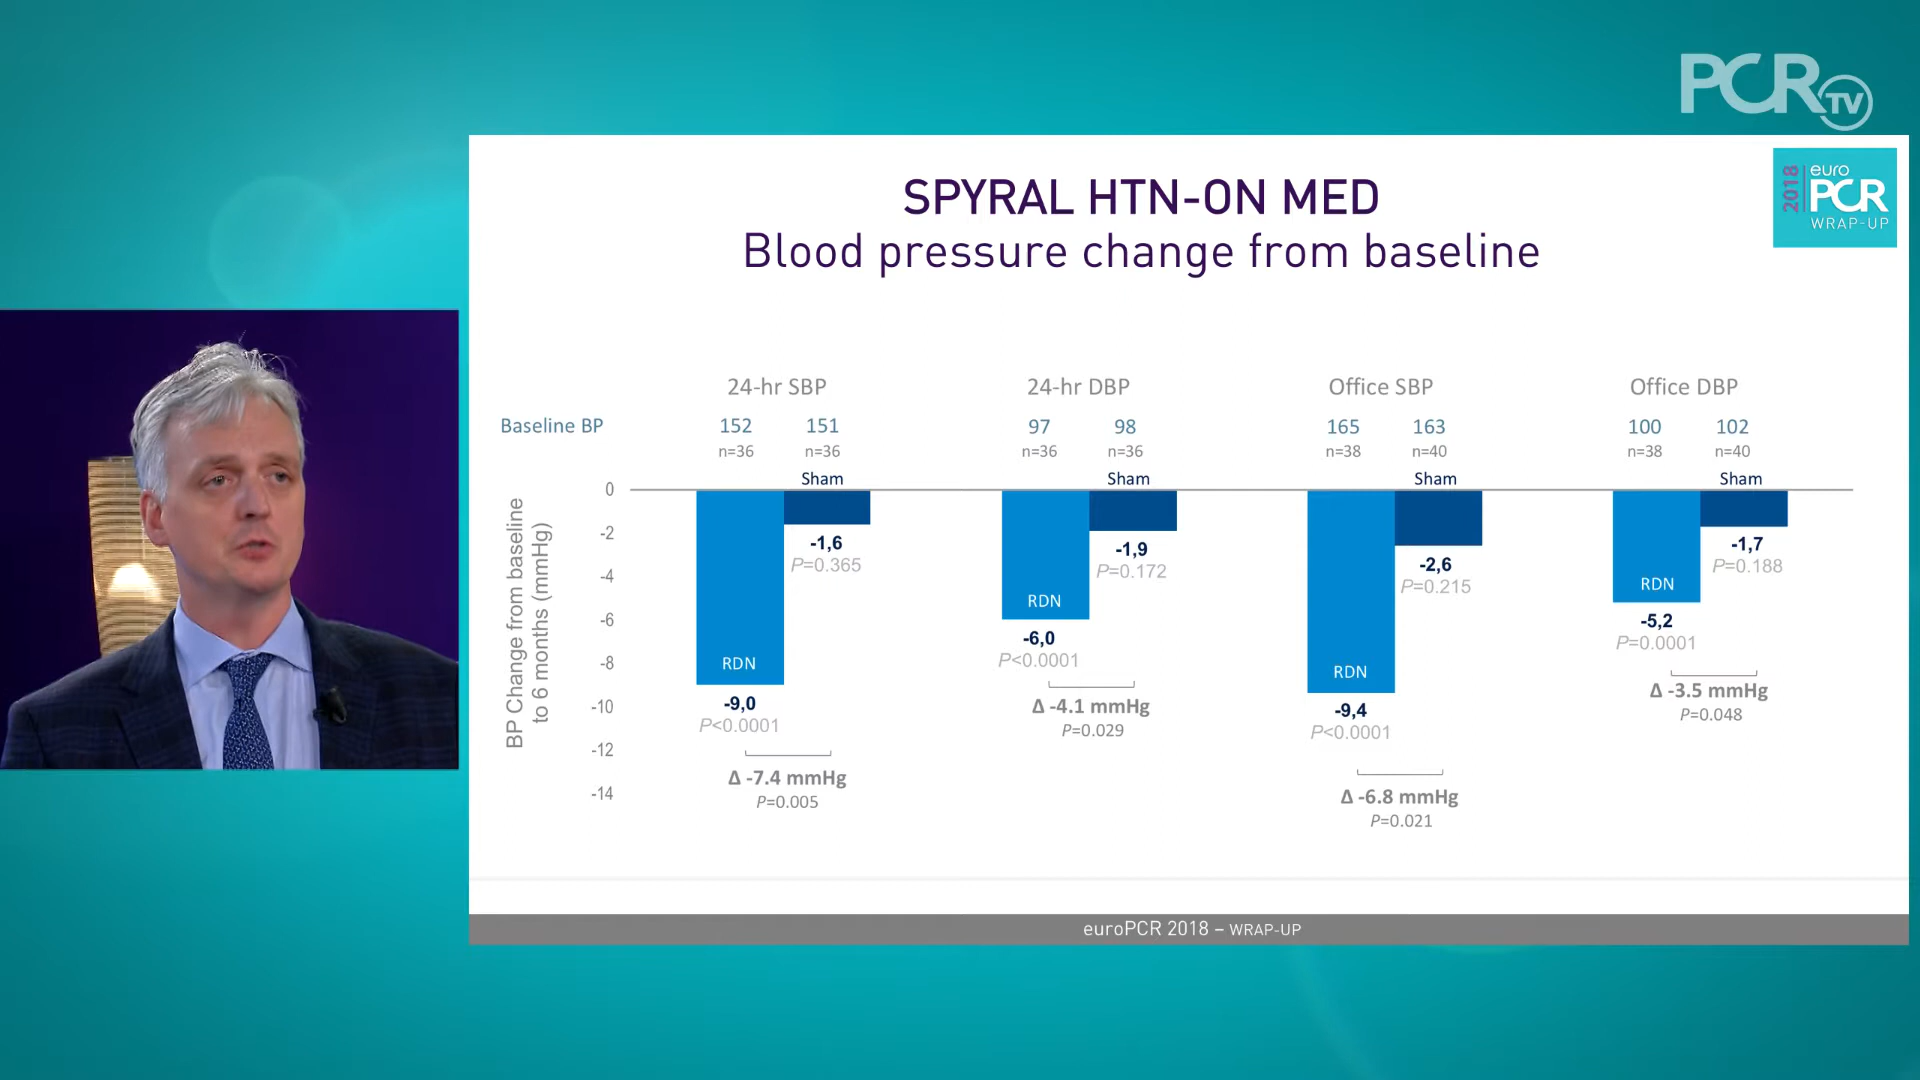 PCR TV
2018 euro
PCR
WRAP-UP
SPYRAL HTN-ON MED
Blood pressure change from baseline
24-hr SBP 24-hr DBP Office SBP Office DBP
Baseline BP 152 151 97 98 165 163 100 102
n=36 n=36 n=36 n=36 n=38 n=40 n=38 n=40
Sham Sham Sham Sham
BP Change from baseline
to 6 months (mmHg)
0
-2
-4
-6
-8
-10
-12
-14
RDN
-9,0
P<0.0001
-1,6
P=0.365
Δ -7.4 mmHg
P=0.005
RDN
-6,0
P<0.0001
-1,9
P=0.172
Δ -4.1 mmHg
P=0.029
RDN
-9,4
P<0.0001
-2,6
P=0.215
Δ -6.8 mmHg
P=0.021
RDN
-5,2
P=0.0001
-1,7
P=0.188
Δ -3.5 mmHg
P=0.048
euroPCR 2018 – WRAP-UP